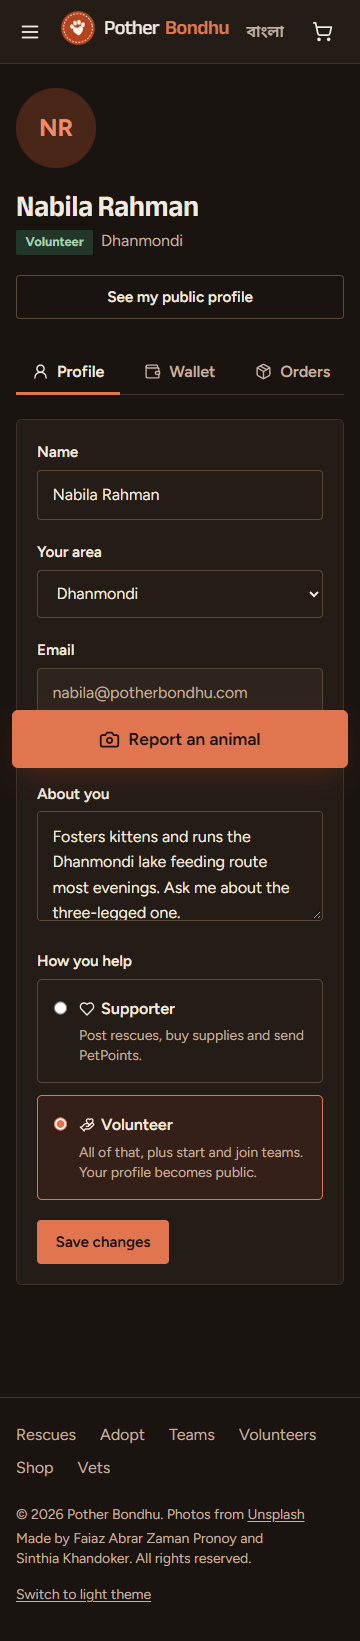 Pother Bondhu
বাংলা
NR
Nabila Rahman
Volunteer Dhanmondi
See my public profile
Profile Wallet Orders
Name
Nabila Rahman
Your area
Dhanmondi
Email
nabila@potherbondhu.com
Report an animal
About you
Fosters kittens and runs the
Dhanmondi lake feeding route
most evenings. Ask me about the
three-legged one.
How you help
Supporter
Post rescues, buy supplies and send
PetPoints.
Volunteer
All of that, plus start and join teams.
Your profile becomes public.
Save changes
Rescues Adopt Teams Volunteers
Shop Vets
© 2026 Pother Bondhu. Photos from Unsplash
Made by Faiaz Abrar Zaman Pronoy and
Sinthia Khandoker. All rights reserved.
Switch to light theme